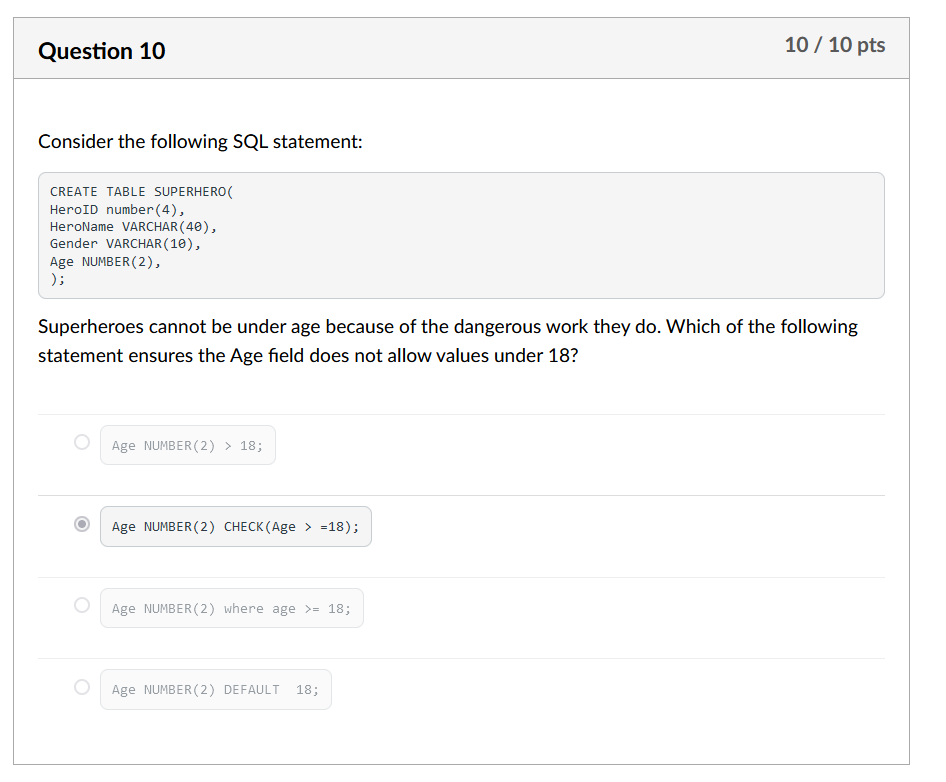 Question 10
10 / 10 pts
Consider the following SQL statement:
CREATE TABLE SUPERHERO(
HeroID number(4),
HeroName VARCHAR(40),
Gender VARCHAR(10),
Age NUMBER(2),
);
Superheroes cannot be under age because of the dangerous work they do. Which of the following
statement ensures the Age field does not allow values under 18?
Age NUMBER(2) > 18;
Age NUMBER(2) CHECK(Age > =18);
Age NUMBER(2) where age >= 18;
Age NUMBER(2) DEFAULT  18;